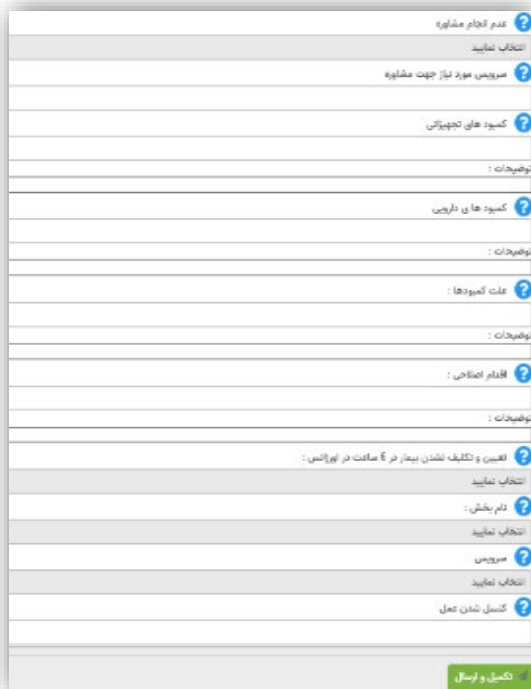 عدم انجام مشاوره
انتخاب نمایید
سرویس مورد نیاز جهت مشاوره
کمبود های تجهیزاتی
توضیحات :
کمبود ها ی دارویی
توضیحات :
علت کمبودها :
توضیحات :
اقدام اصلاحی :
توضیحات :
تعیین و تکلیف نشدن بیمار در 6 ساعت در اورژانس :
انتخاب نمایید
نام بخش :
انتخاب نمایید
سرویس
انتخاب نمایید
کنسل شدن عمل
تکمیل و ارسال